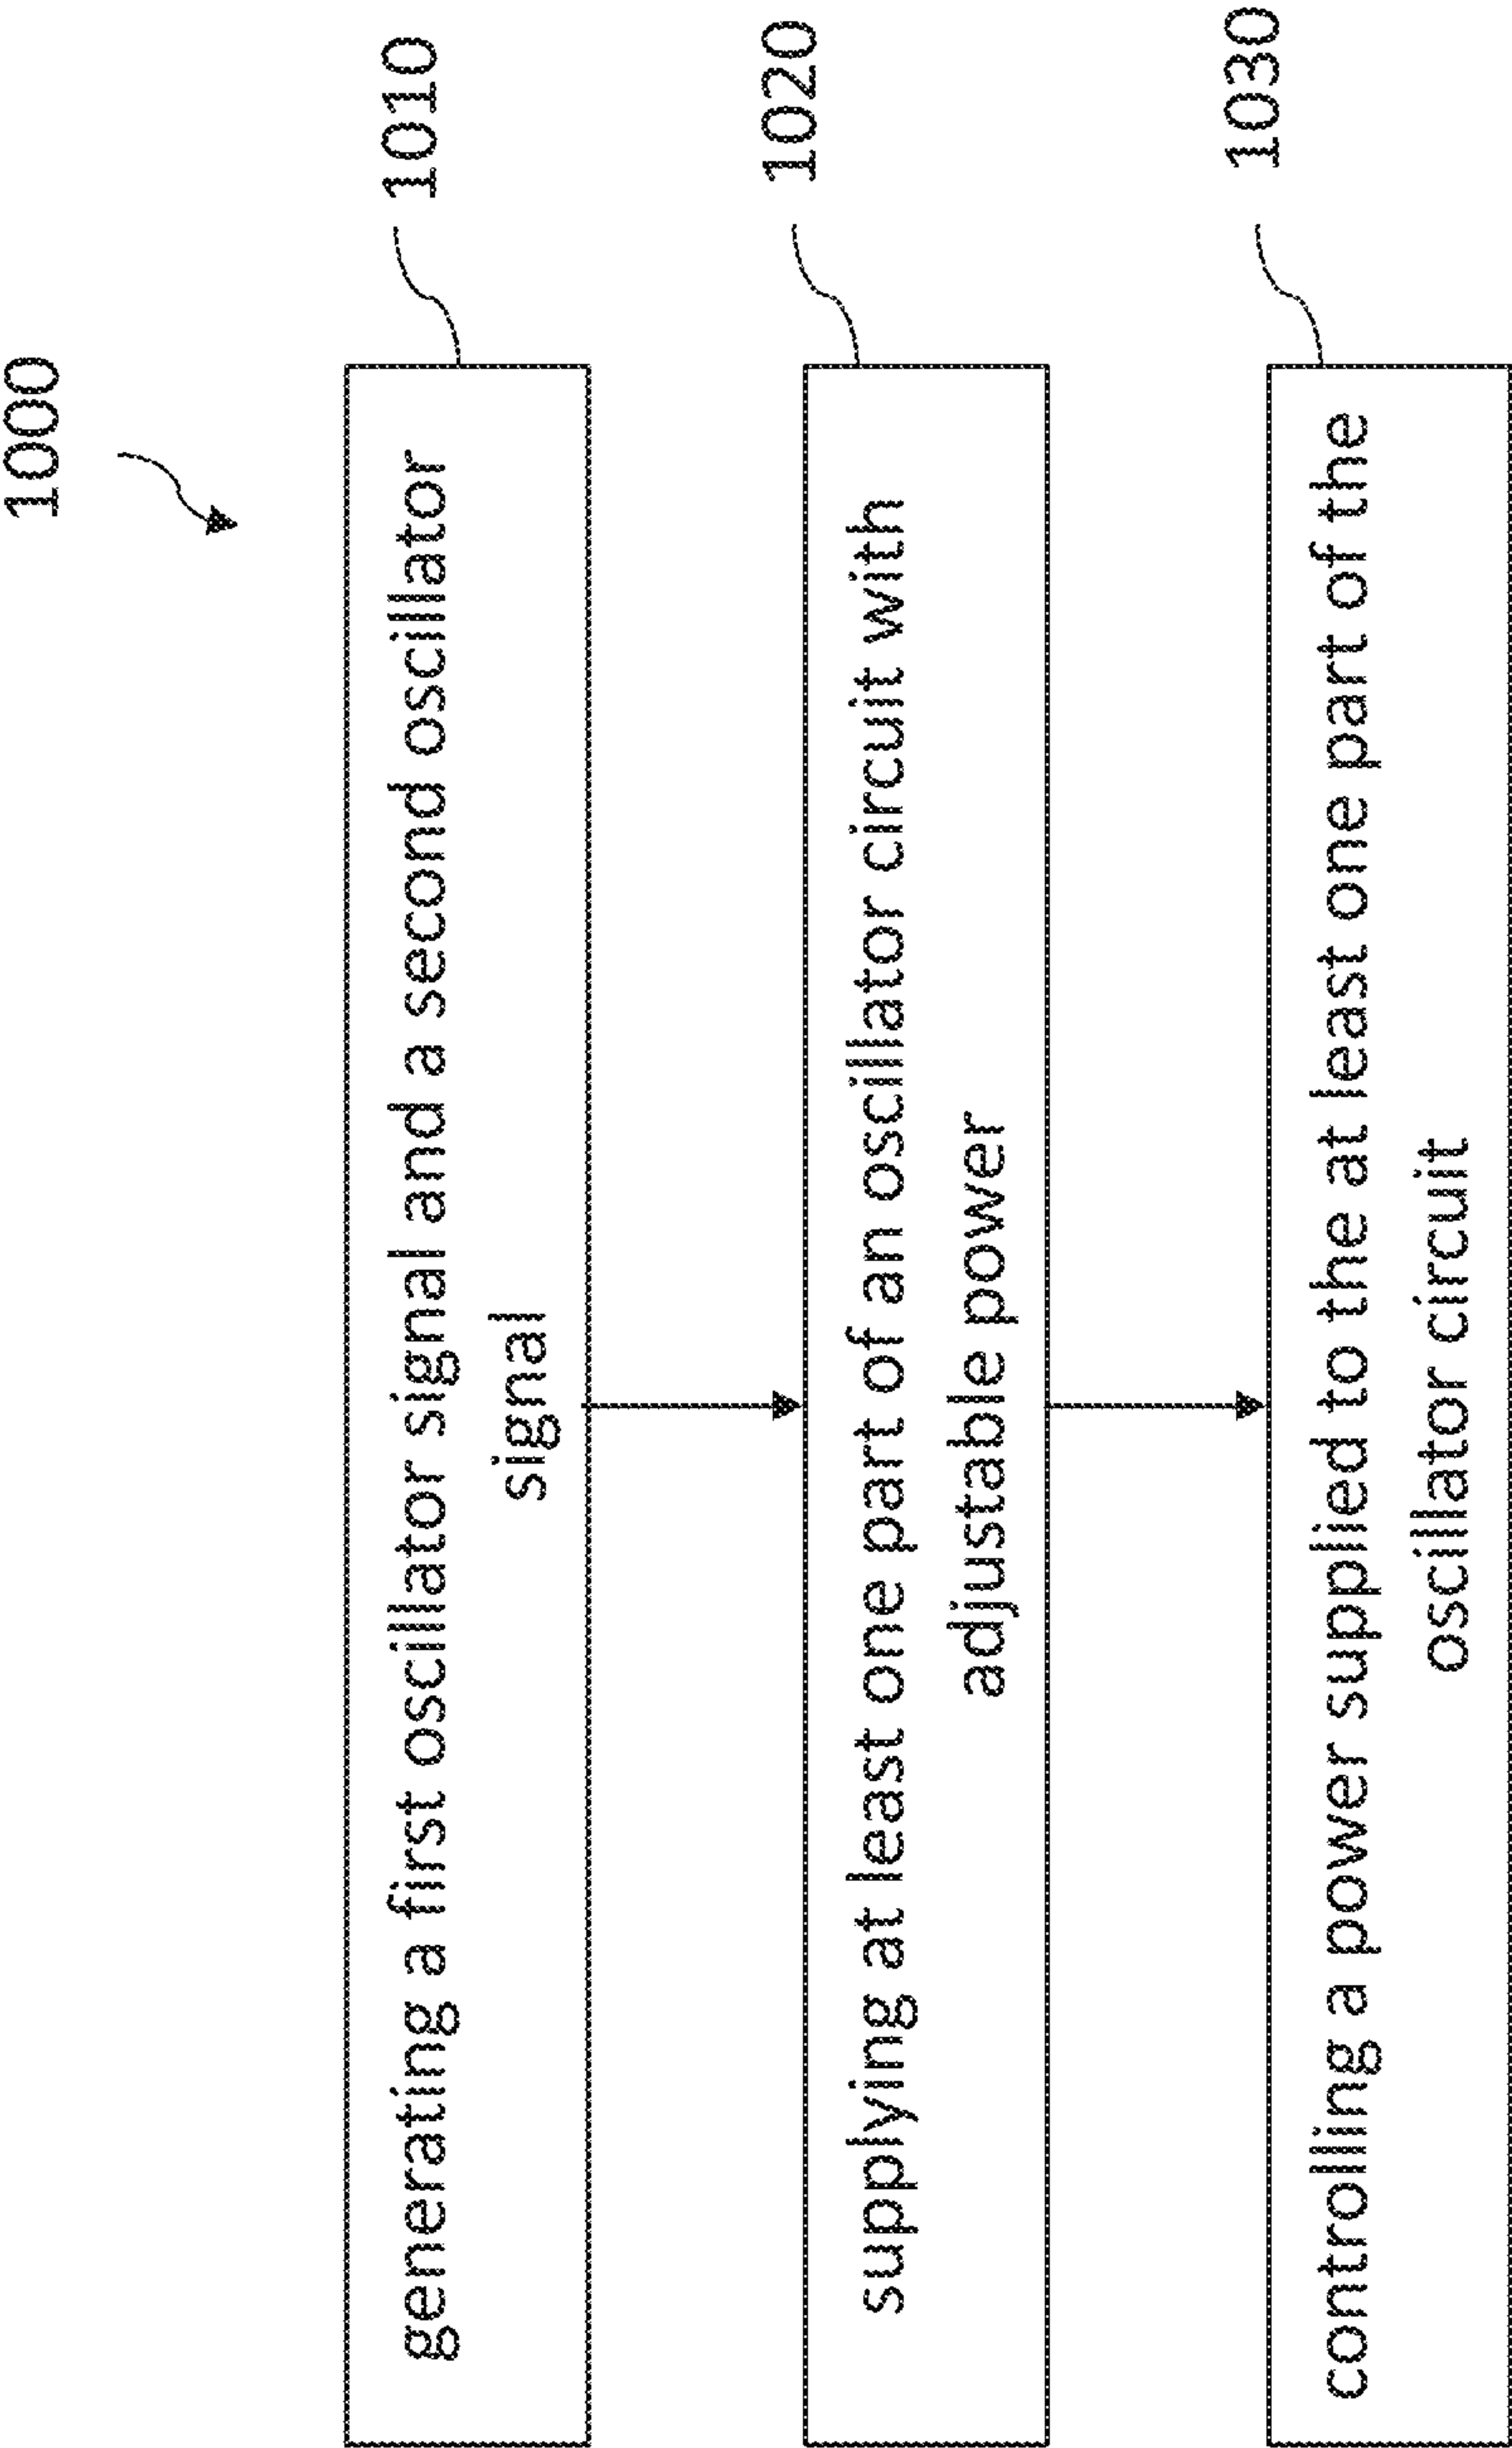 1000
generating a first oscillator signal and a second oscillator
signal
1010
supplying at least one part of an oscillator circuit with
adjustable power
1020
controlling a power supplied to the at least one part of the
oscillator circuit
1030